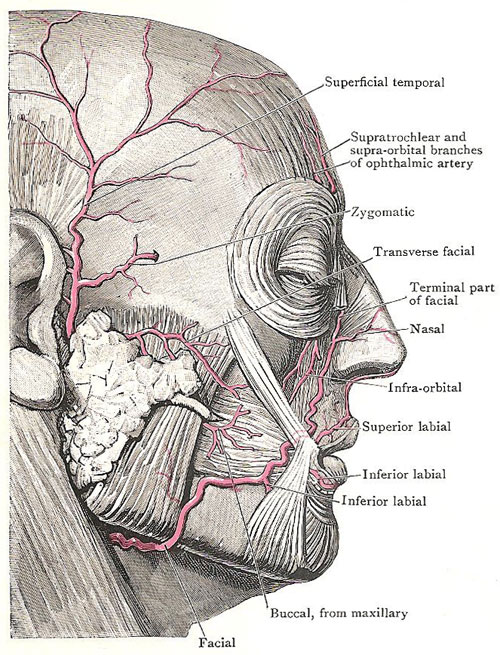 Superficial temporal
Supratrochlear and
supra-orbital branches
of ophthalmic artery
Zygomatic
Transverse facial
Terminal part
of facial
Nasal
Infra-orbital
Superior labial
Inferior labial
Inferior labial
Buccal, from maxillary
Facial